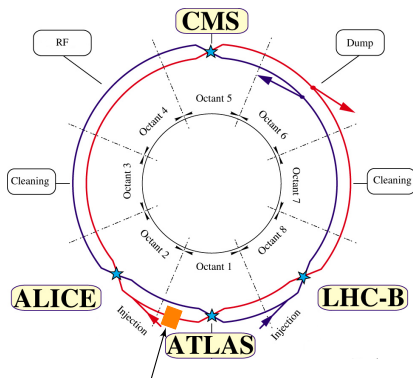 CMS
RF
Dump
Octant 5
Octant 4
Octant 6
Cleaning
Octant 3
Octant 7
Cleaning
Octant 2
Octant 8
Octant 1
ALICE
LHC-B
Injection
Injection
ATLAS